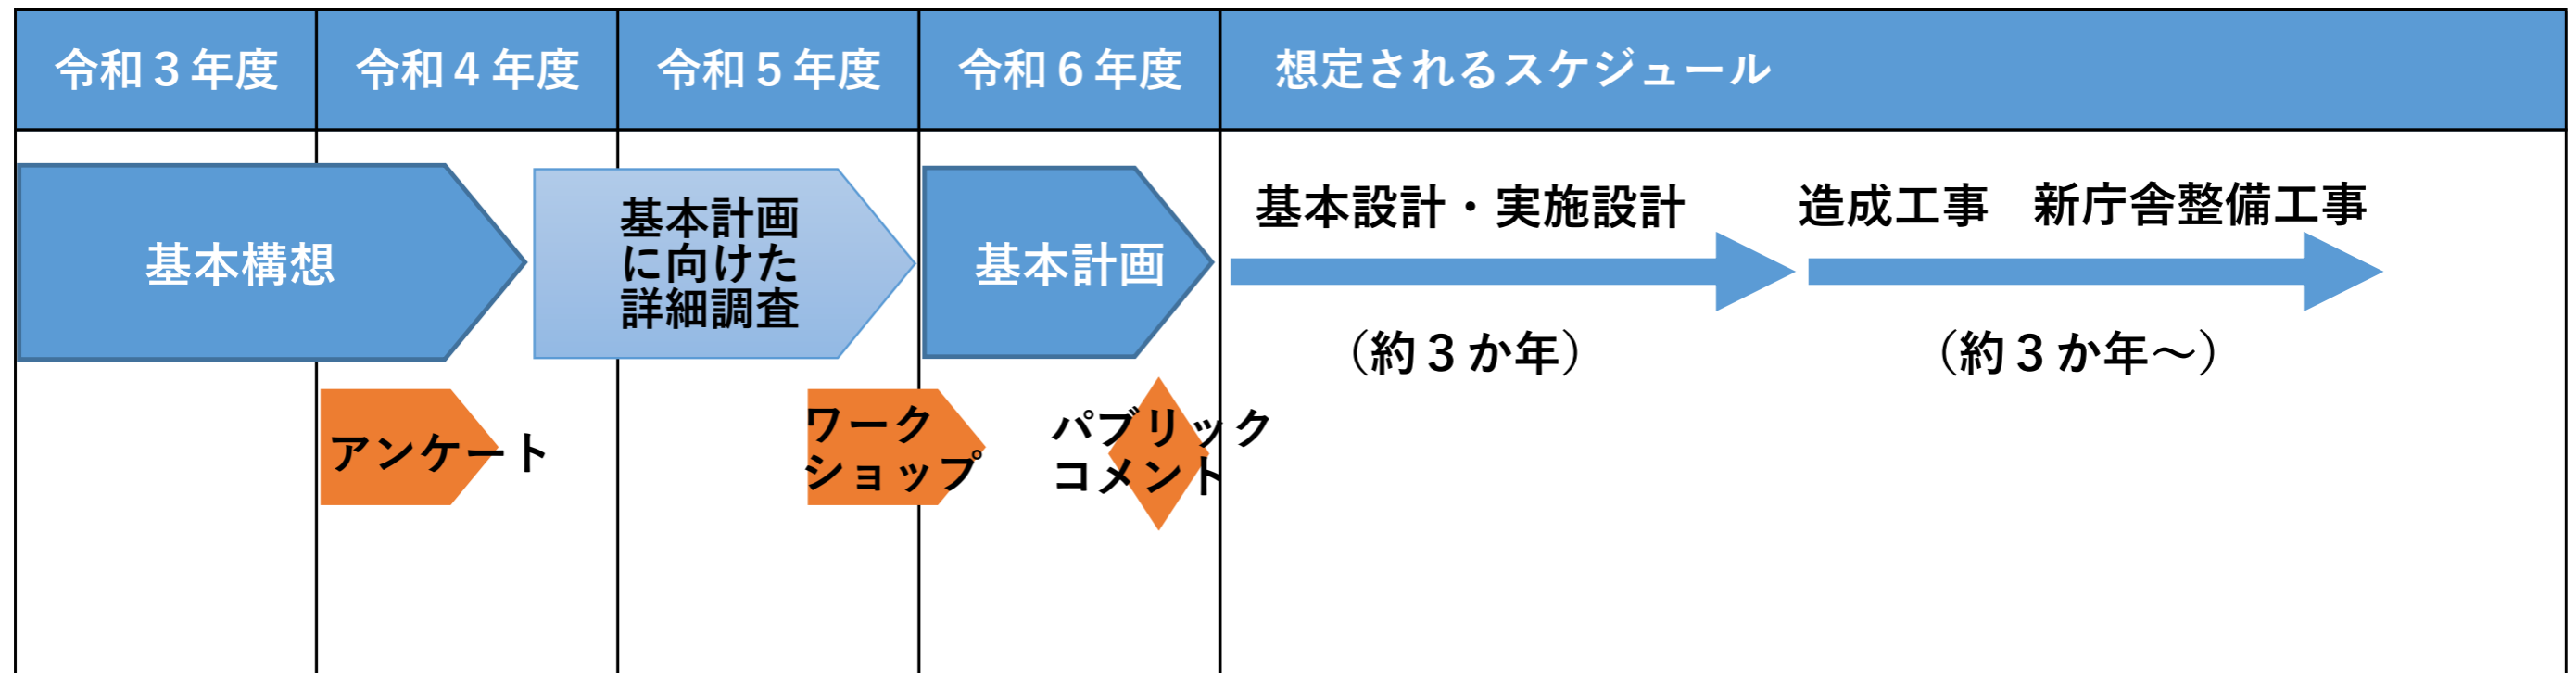 令和３年度
令和４年度
令和５年度
令和６年度
想定されるスケジュール
基本構想
基本計画
に向けた
詳細調査
基本計画
基本設計・実施設計
（約３か年）
造成工事　新庁舎整備工事
（約３か年～）
アンケート
ワーク
ショップ
パブリック
コメント